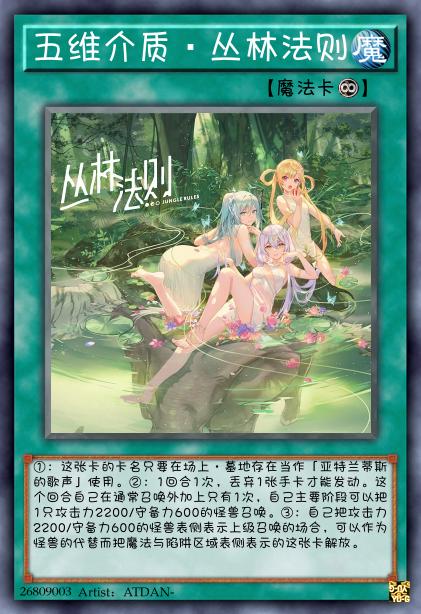 五维介质·丛林法则魔
【魔法卡】
丛林
法则
JUNGLE RULES
①：这张卡的卡名只要在场上·墓地存在当作「亚特兰蒂斯
的歌声」使用。②：1回合1次，丢弃1张手卡才能发动。这
个回合自己在通常召唤外加上只有1次，自己主要阶段可以把
1只攻击力2200/守备力600的怪兽召唤。③：自己把攻击力
2200/守备力600的怪兽表侧表示上级召唤的场合，可以作为
怪兽的代替而把魔法与陷阱区域表侧表示的这张卡解放。
26809003 Artist：ATDAN-